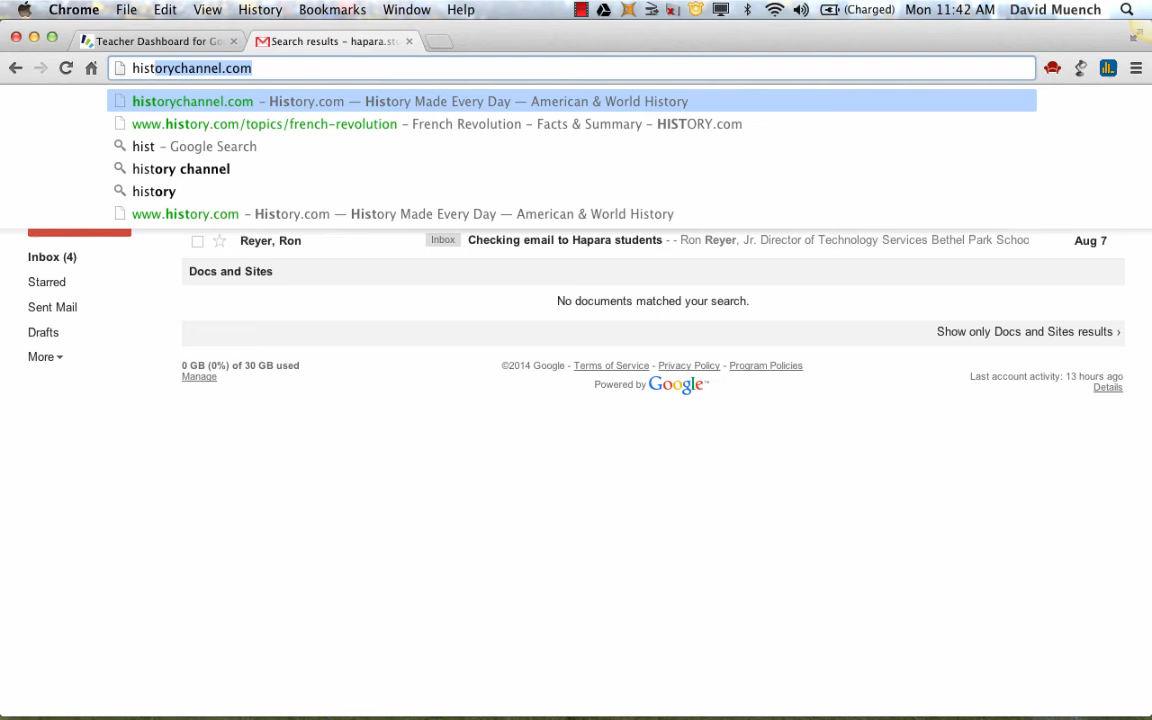 Chrome File Edit View History Bookmarks Window Help (Charged) Mon 11:42 AM David Muench
Teacher Dashboard for Go × Search results – hapara.st ×
historychannel.com
historychannel.com – History.com — History Made Every Day — American & World History
www.history.com/topics/french-revolution – French Revolution – Facts & Summary – HISTORY.com
hist – Google Search
history channel
history
www.history.com – History.com — History Made Every Day — American & World History
Reyer, Ron Inbox Checking email to Hapara students - - Ron Reyer, Jr. Director of Technology Services Bethel Park Schoo Aug 7
Inbox (4)
Docs and Sites
Starred
No documents matched your search.
Sent Mail
Drafts
Show only Docs and Sites results ›
More
0 GB (0%) of 30 GB used
Manage
©2014 Google - Terms of Service - Privacy Policy - Program Policies
Powered by Google™
Last account activity: 13 hours ago
Details